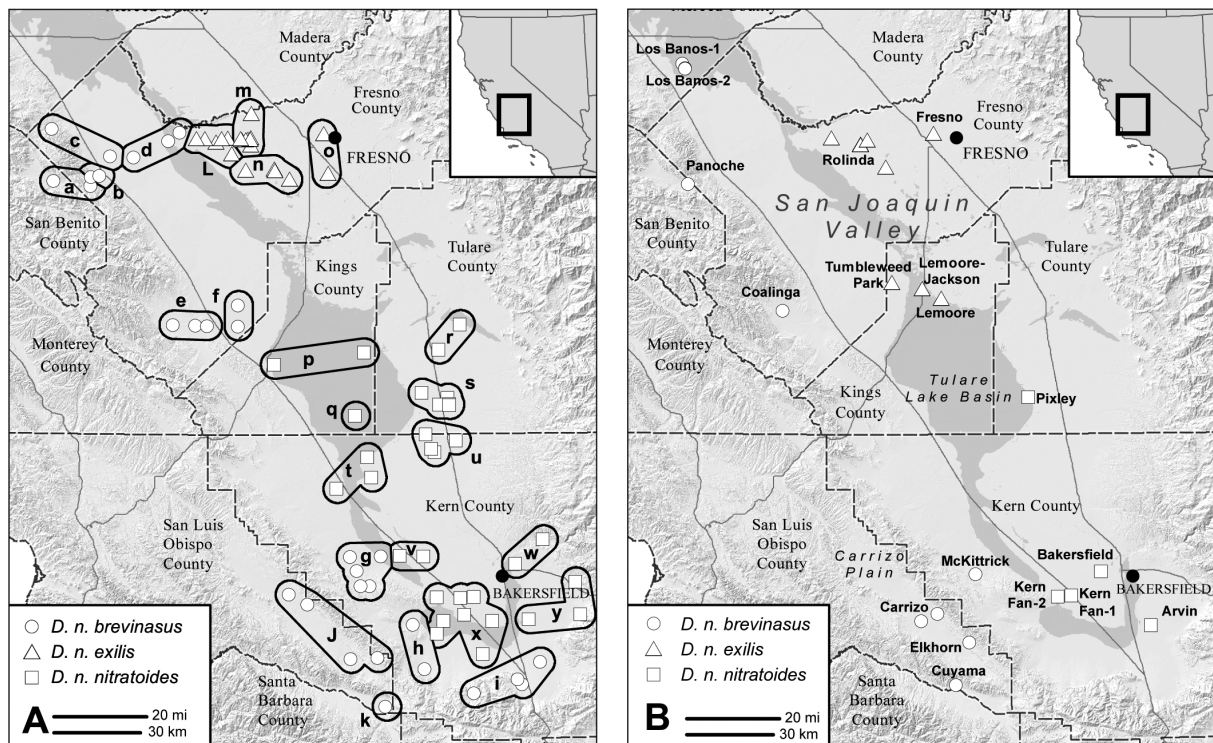 Madera
County
Fresno
County
m
c
d
L
n
o
FRESNO
a
b
San Benito
County
Kings
County
Tulare
County
e
f
Monterey
County
p
r
q
s
t
u
San Luis
Obispo
County
Kern County
g
v
w
BAKERSFIELD
J
h
x
y
i
k
Santa
Barbara
County
D. n. brevinasus
D. n. exilis
D. n. nitratoides
A
20 mi
30 km
Los Banos-1
Los Banos-2
Madera
County
Fresno
County
Fresno
FRESNO
Rolinda
Panoche
San Benito
County
San Joaquin
Valley
Tumbleweed
Park
Lemoore-
Jackson
Lemoore
Tulare
County
Coalinga
Monterey
County
Kings
County
Tulare
Lake Basin
Pixley
San Luis
Obispo
County
Kern County
Carrizo
Plain
McKittrick
Bakersfield
BAKERSFIELD
Kern
Fan-2
Kern
Fan-1
Arvin
Carrizo
Elkhorn
Cuyama
Santa
Barbara
County
D. n. brevinasus
D. n. exilis
D. n. nitratoides
B
20 mi
30 km